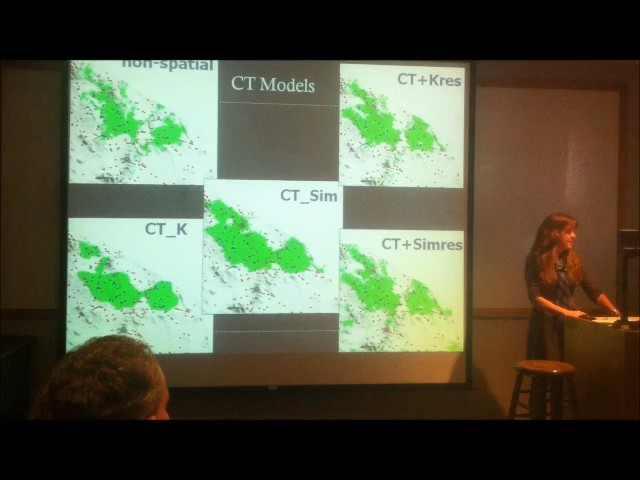 non-spatial
CT Models
CT+Kres
CT_Sim
CT_K
CT+Simres